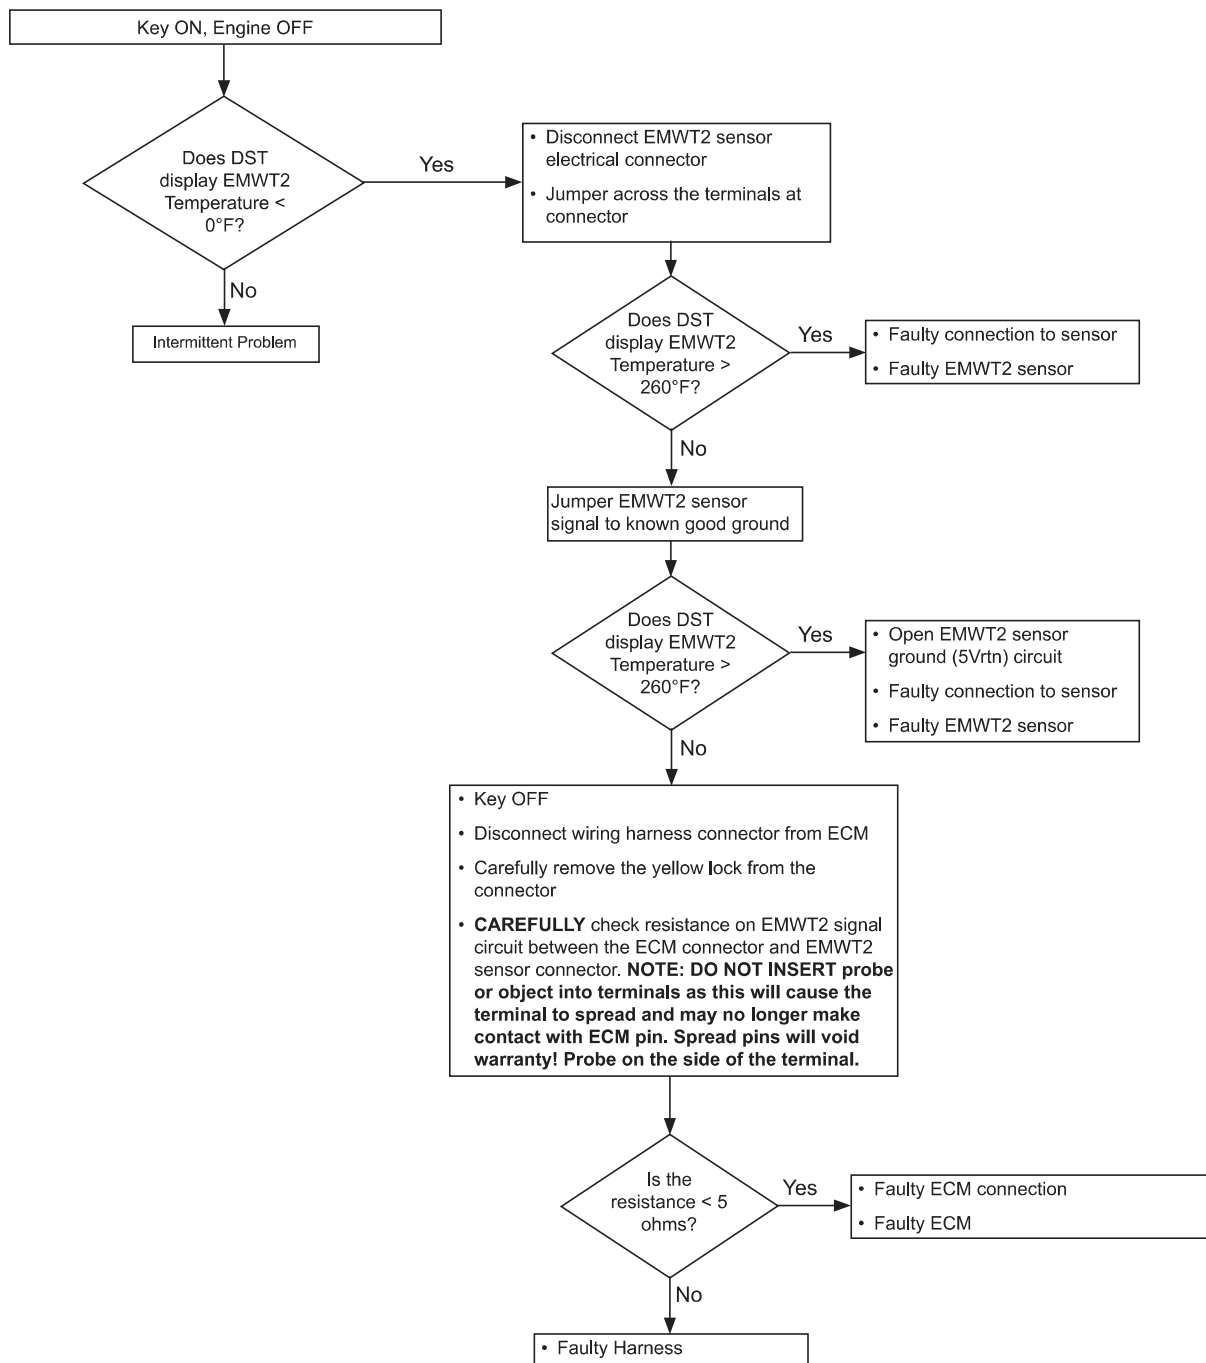 Key ON, Engine OFF
Does DST
display EMWT2
Temperature <
0°F?
Yes
• Disconnect EMWT2 sensor
electrical connector
• Jumper across the terminals at
connector
No
Intermittent Problem
Does DST
display EMWT2
Temperature >
260°F?
Yes
• Faulty connection to sensor
• Faulty EMWT2 sensor
No
Jumper EMWT2 sensor
signal to known good ground
Does DST
display EMWT2
Temperature >
260°F?
Yes
• Open EMWT2 sensor
ground (5Vrtn) circuit
• Faulty connection to sensor
• Faulty EMWT2 sensor
No
• Key OFF
• Disconnect wiring harness connector from ECM
• Carefully remove the yellow lock from the
connector
• CAREFULLY check resistance on EMWT2 signal
circuit between the ECM connector and EMWT2
sensor connector. NOTE: DO NOT INSERT probe
or object into terminals as this will cause the
terminal to spread and may no longer make
contact with ECM pin. Spread pins will void
warranty! Probe on the side of the terminal.
Is the
resistance < 5
ohms?
Yes
• Faulty ECM connection
• Faulty ECM
No
• Faulty Harness